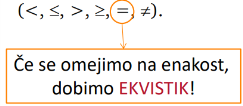 (<, ≤, >, ≥, =, ≠).
Če se omejimo na enakost,
dobimo EKVISTIK!